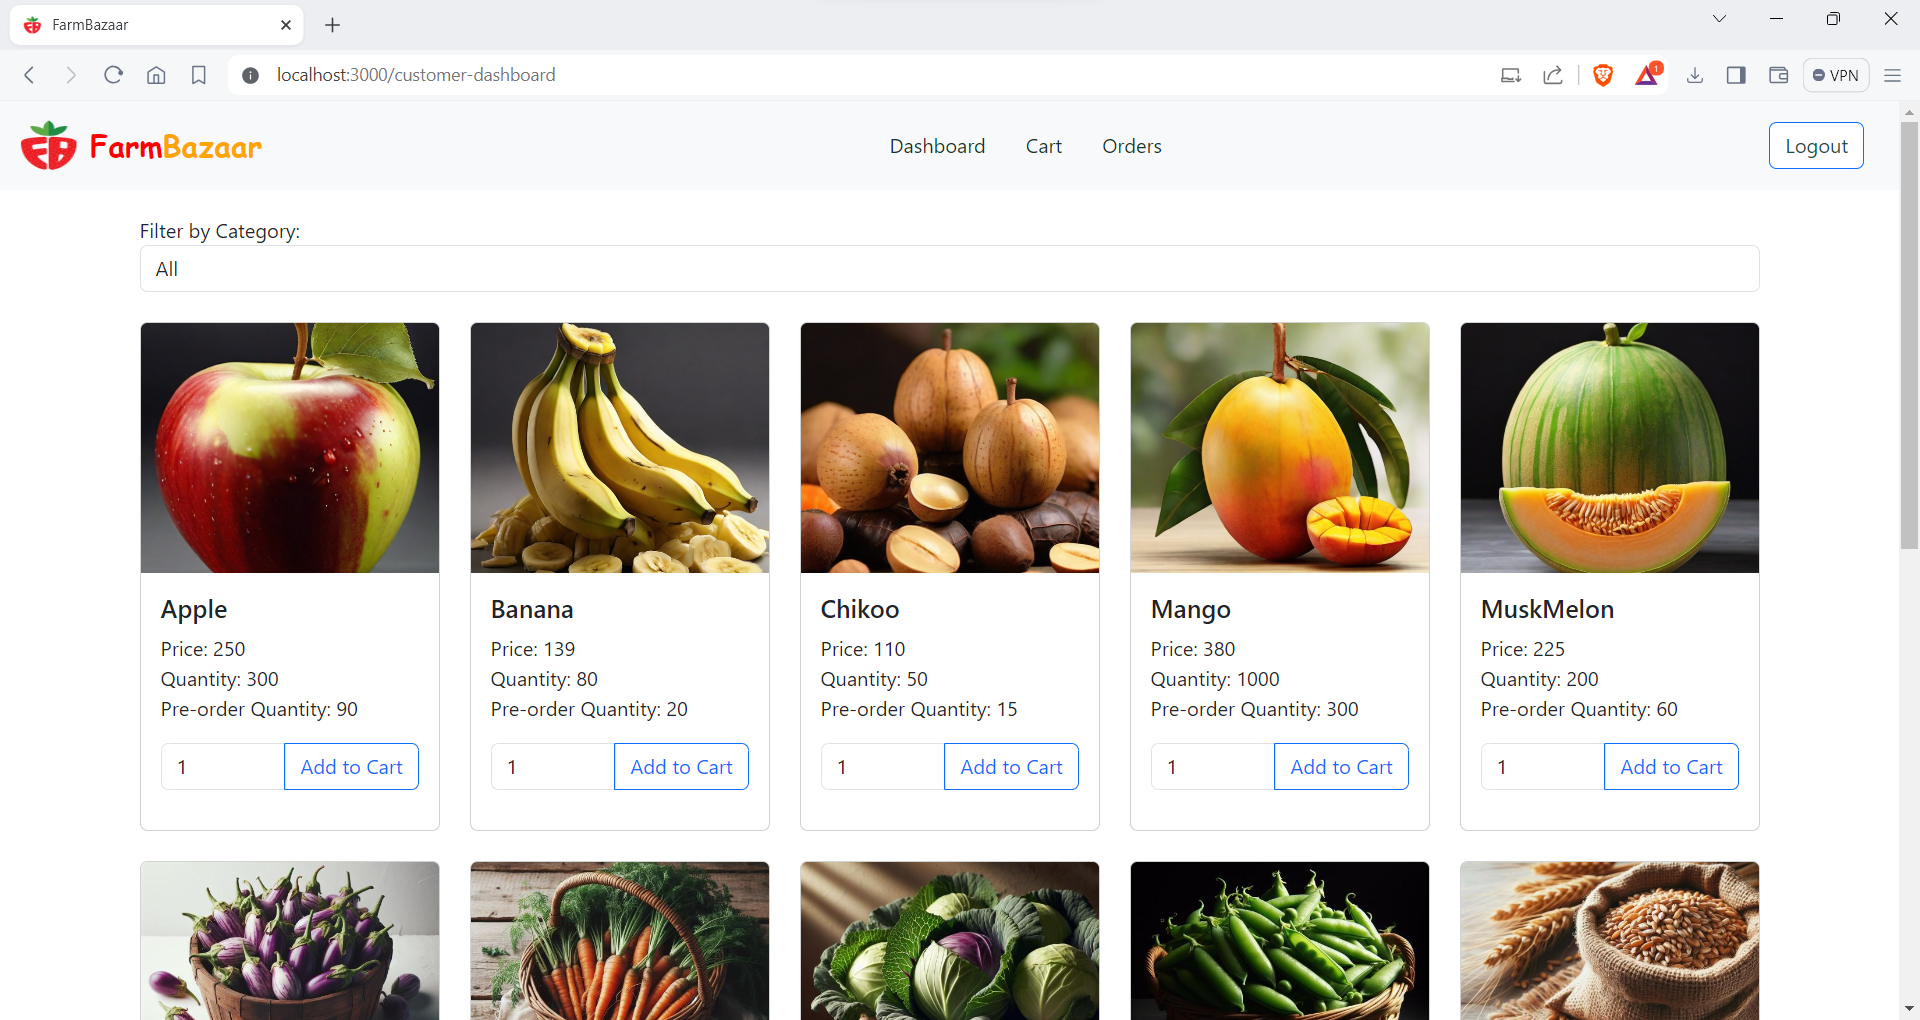 FarmBazaar
localhost:3000/customer-dashboard
1
VPN
FarmBazaar
Dashboard Cart Orders
Logout
Filter by Category:
All
Apple
Price: 250
Quantity: 300
Pre-order Quantity: 90
1 Add to Cart
Banana
Price: 139
Quantity: 80
Pre-order Quantity: 20
1 Add to Cart
Chikoo
Price: 110
Quantity: 50
Pre-order Quantity: 15
1 Add to Cart
Mango
Price: 380
Quantity: 1000
Pre-order Quantity: 300
1 Add to Cart
MuskMelon
Price: 225
Quantity: 200
Pre-order Quantity: 60
1 Add to Cart